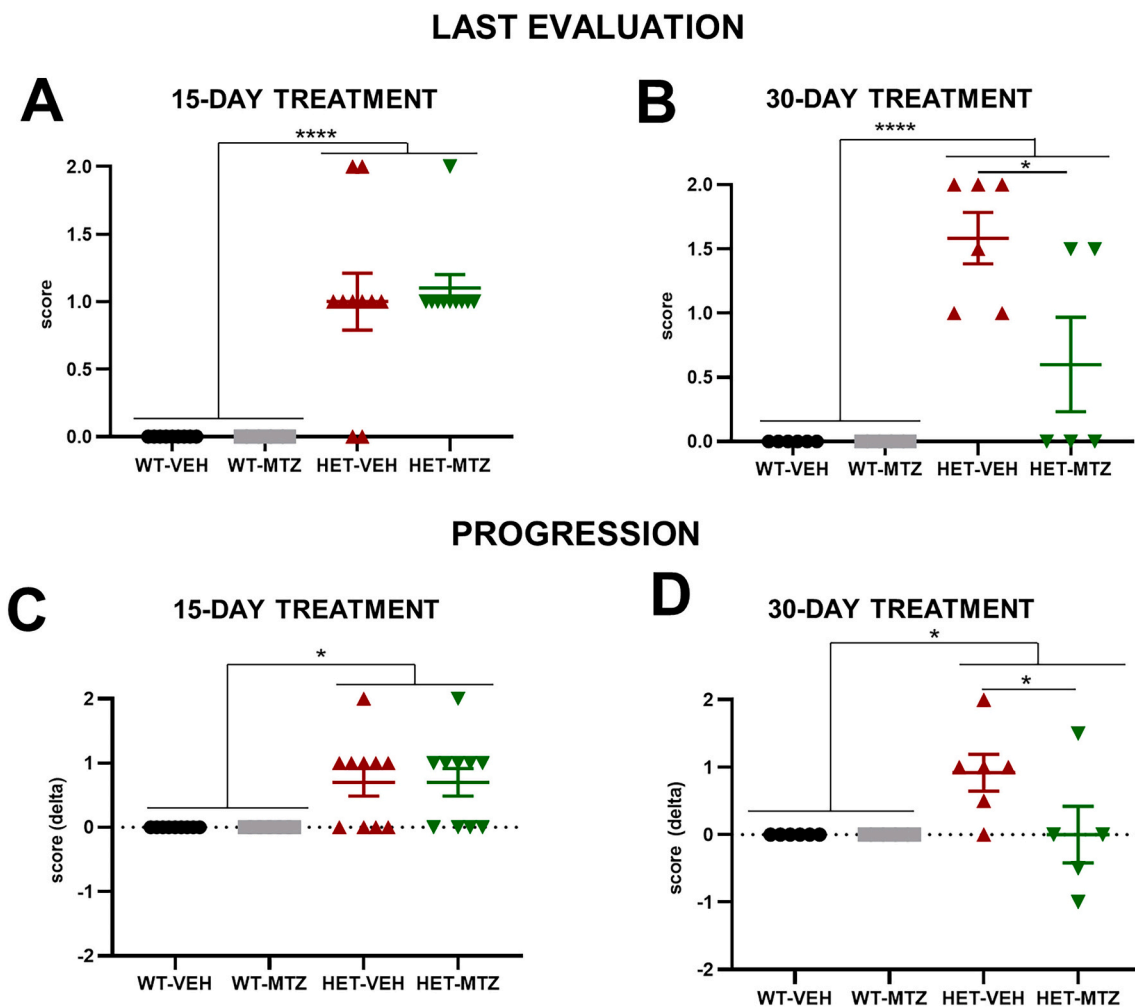 LAST EVALUATION
A
15-DAY TREATMENT
****
score
2.0
1.5
1.0
0.5
0.0
WT-VEH WT-MTZ HET-VEH HET-MTZ
B
30-DAY TREATMENT
****
*
score
2.0
1.5
1.0
0.5
0.0
WT-VEH WT-MTZ HET-VEH HET-MTZ
PROGRESSION
C
15-DAY TREATMENT
*
score (delta)
2
1
0
-1
-2
WT-VEH WT-MTZ HET-VEH HET-MTZ
D
30-DAY TREATMENT
*
*
score (delta)
2
1
0
-1
-2
WT-VEH WT-MTZ HET-VEH HET-MTZ